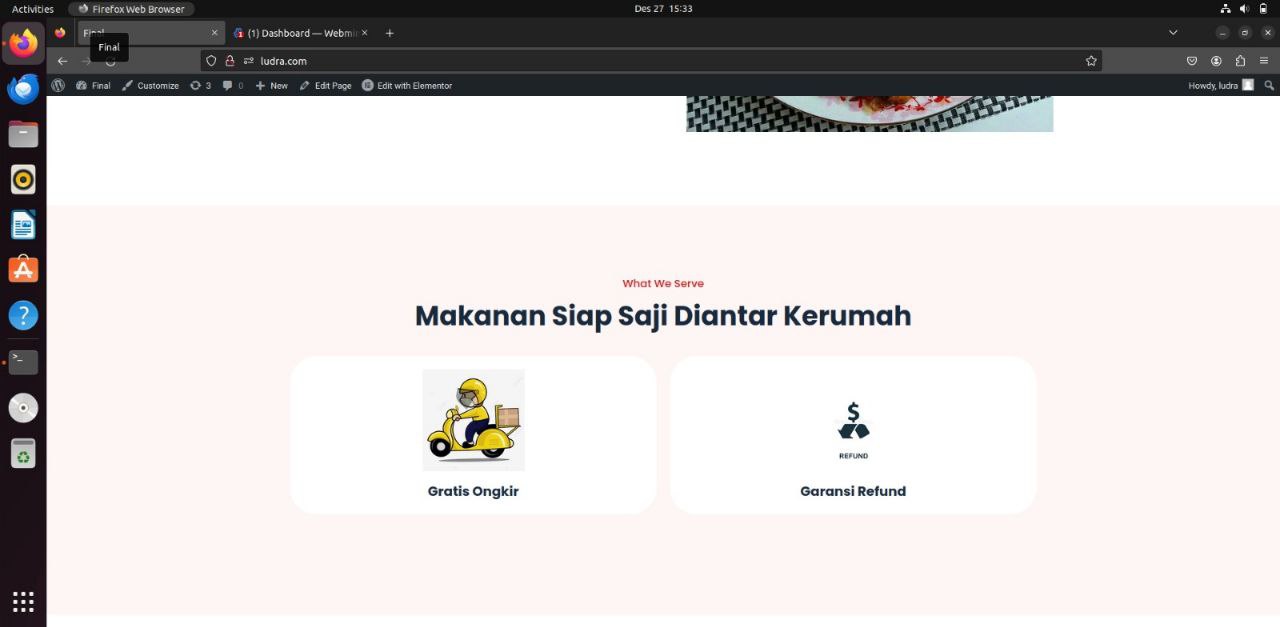 Activities
Firefox Web Browser
Des 27 15:33
Final
(1) Dashboard — Webmin
Final
ludra.com
Final
Customize
3
0
New
Edit Page
Edit with Elementor
Howdy, ludra
What We Serve
Makanan Siap Saji Diantar Kerumah
$
REFUND
Gratis Ongkir
Garansi Refund